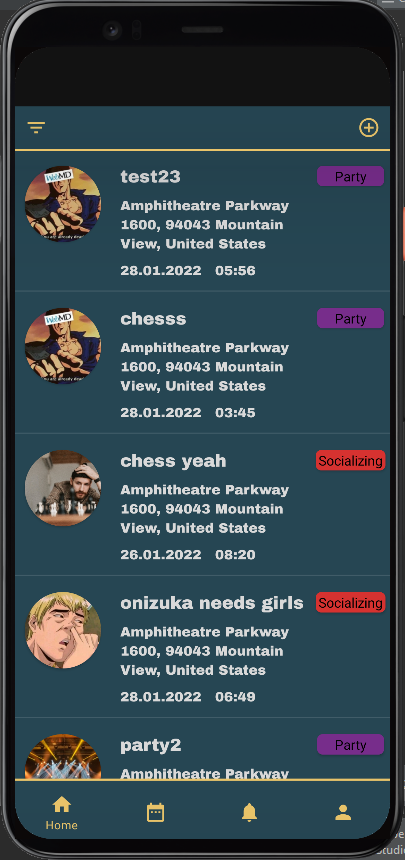 test23
Party
Amphitheatre Parkway
1600, 94043 Mountain
View, United States
28.01.2022 05:56
WebMD
chesss
Party
Amphitheatre Parkway
1600, 94043 Mountain
View, United States
28.01.2022 03:45
WebMD
chess yeah
Socializing
Amphitheatre Parkway
1600, 94043 Mountain
View, United States
26.01.2022 08:20
onizuka needs girls
Socializing
Amphitheatre Parkway
1600, 94043 Mountain
View, United States
28.01.2022 06:49
party2
Party
Amphitheatre Parkway
Home